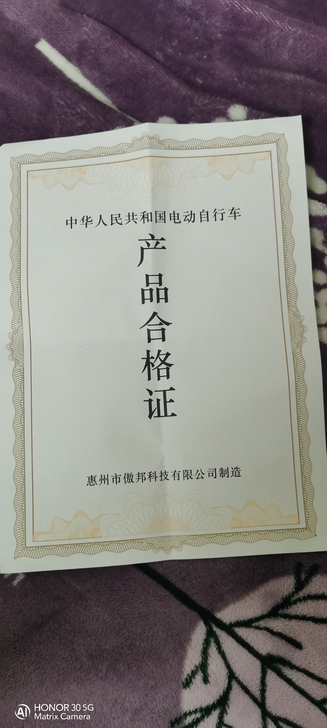 中华人民共和国电动自行车
产品合格证
惠州市傲邦科技有限公司制造
AI HONOR 30 5G
Matrix Camera